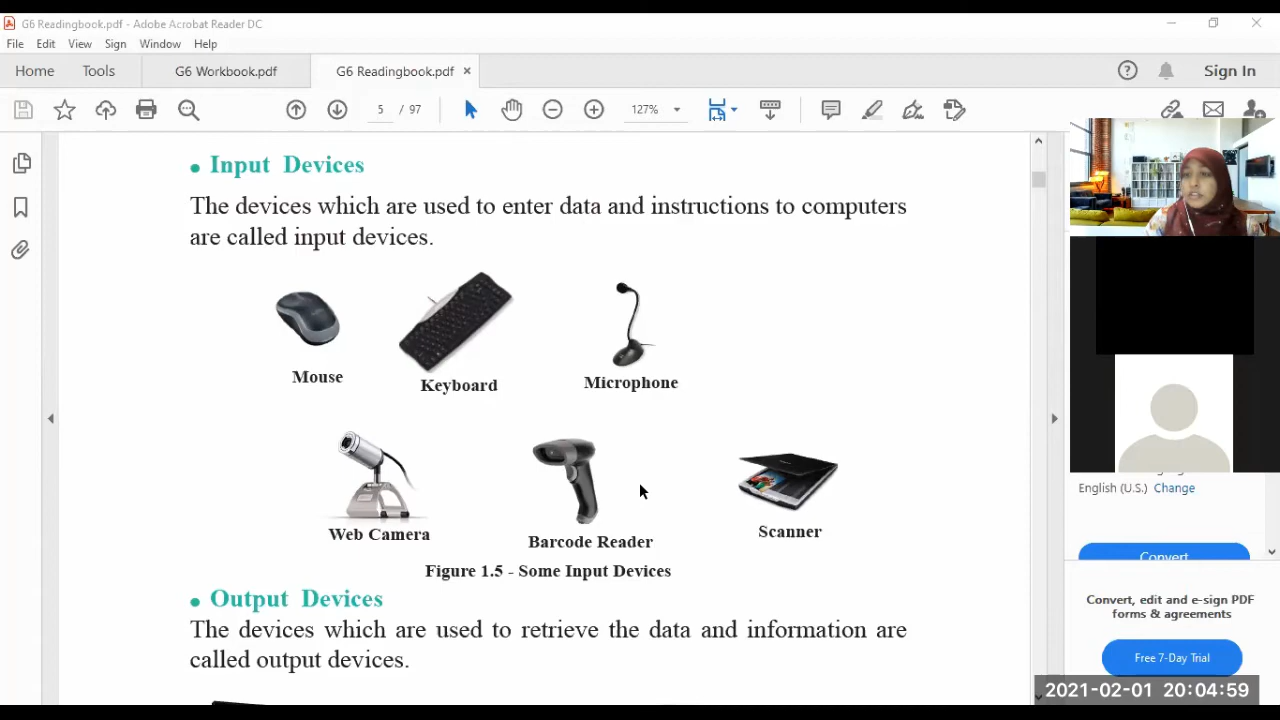 G6 Readingbook.pdf - Adobe Acrobat Reader DC
File Edit View Sign Window Help
Home Tools G6 Workbook.pdf G6 Readingbook.pdf × Sign In
5 / 97 127%
• Input Devices
The devices which are used to enter data and instructions to computers
are called input devices.
Mouse
Keyboard
Microphone
Web Camera
Barcode Reader
Scanner
Figure 1.5 - Some Input Devices
• Output Devices
The devices which are used to retrieve the data and information are
called output devices.
English (U.S.) Change
Convert
Convert, edit and e-sign PDF
forms & agreements
Free 7-Day Trial
2021-02-01 20:04:59